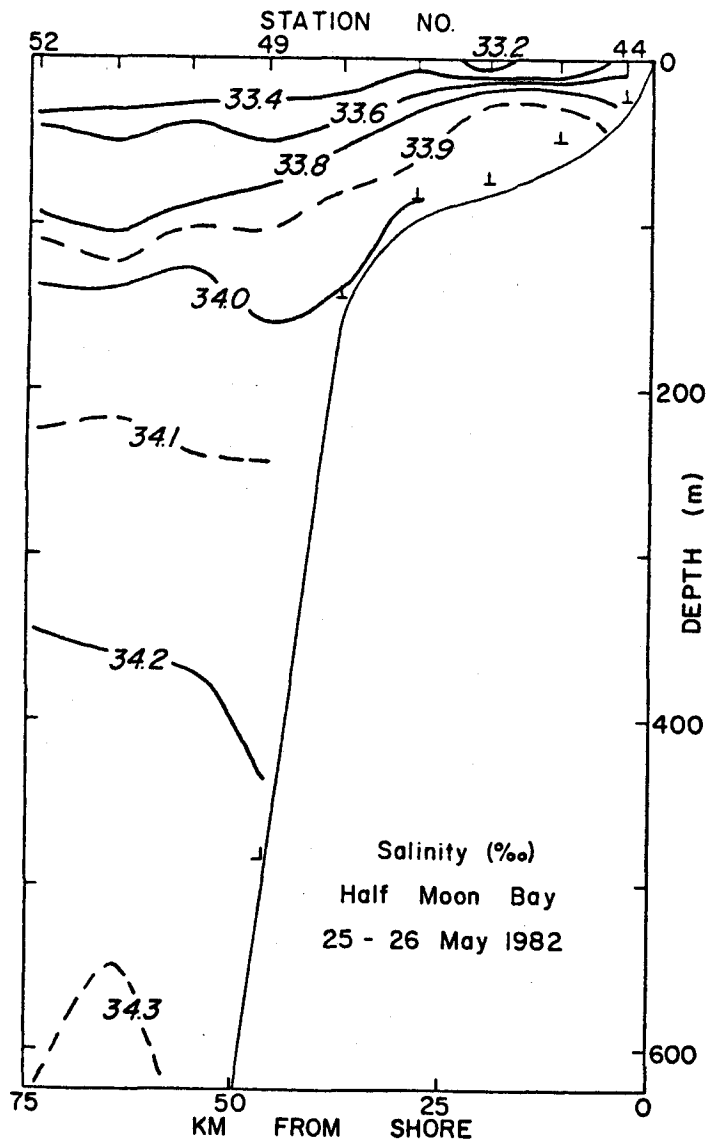 STATION NO.
52 49 33.2 44
0
33.4
33.6
33.8
33.9
34.0
200
34.1
DEPTH (m)
34.2
400
Salinity (‰)
Half Moon Bay
25 - 26 May 1982
34.3
600
75 50 25 0
KM FROM SHORE